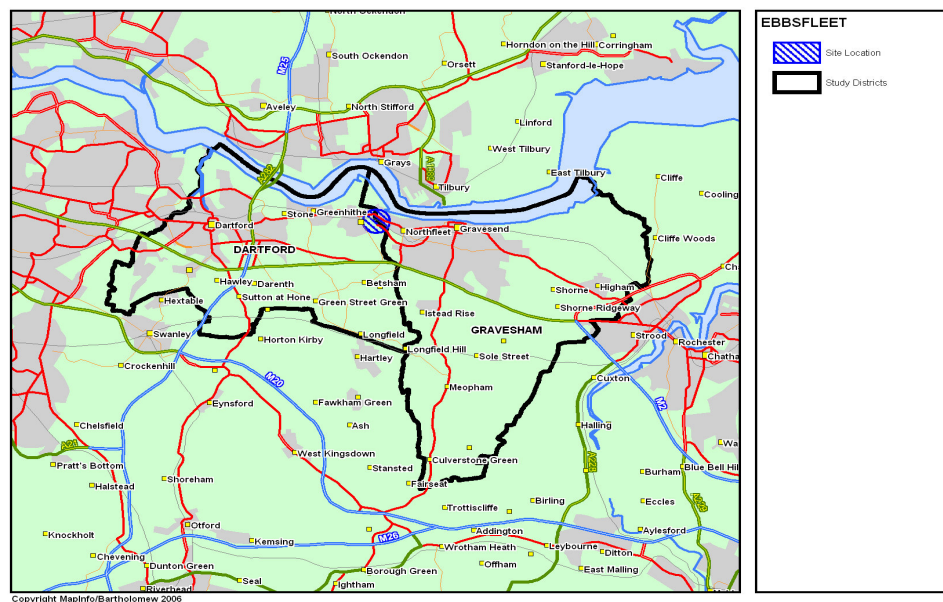 EBBSFLEET
Site Location
Study Districts
South Ockendon
Horndon on the Hill
Corringham
M25
Orsett
Stanford-le-Hope
Aveley
North Stifford
Linford
West Tilbury
Grays
Tilbury
East Tilbury
Cliffe
Cooling
Dartford
Stone
Greenhithe
Northfleet
Gravesend
Cliffe Woods
DARTFORD
Hawley
Darenth
Betsham
Hextable
Sutton at Hone
Green Street Green
Shorne
Higham
Shorne Ridgeway
Istead Rise
Swanley
Horton Kirby
Longfield
GRAVESHAM
Strood
Rochester
Chatha
Longfield Hill
Hartley
Sole Street
Crockenhill
M20
Meopham
Cuxton
Eynsford
Fawkham Green
M2
Chelsfield
Ash
Halling
A21
West Kingsdown
Culverstone Green
Pratt's Bottom
Stansted
Blue Bell Hil
Halstead
Shoreham
Fairseat
A228
Burham
Birling
Eccles
Trottiscliffe
Otford
Knockholt
Kemsing
M26
Addington
Aylesford
Wrotham Heath
Leybourne
Ditton
Chevening
Dunton Green
Borough Green
Offham
East Malling
Seal
Riverhead
Ightham
Copyright MapInfo/Bartholomew 2006